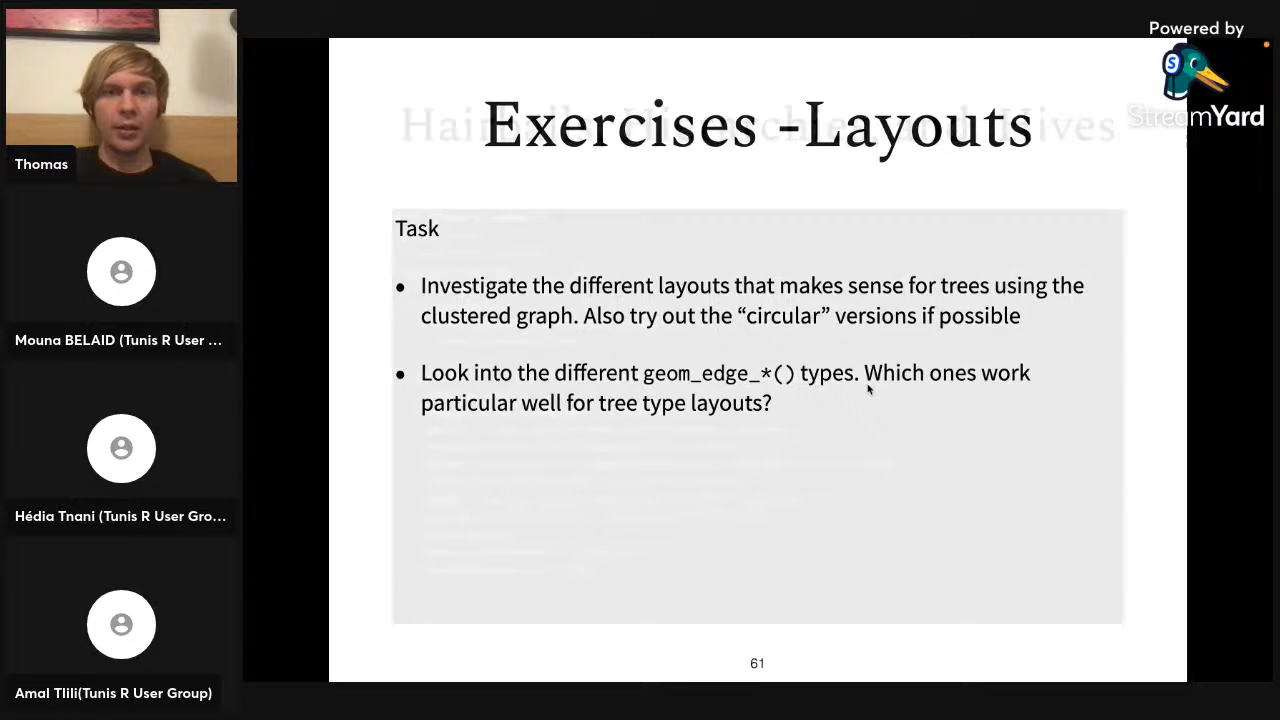 Powered by
S
StreamYard
Thomas
Mouna BELAID (Tunis R User ...
Hédia Tnani (Tunis R User Gro...
Amal Tlili(Tunis R User Group)
Exercises -Layouts
Task
• Investigate the different layouts that makes sense for trees using the
clustered graph. Also try out the “circular” versions if possible
• Look into the different geom_edge_*() types. Which ones work
particular well for tree type layouts?
61